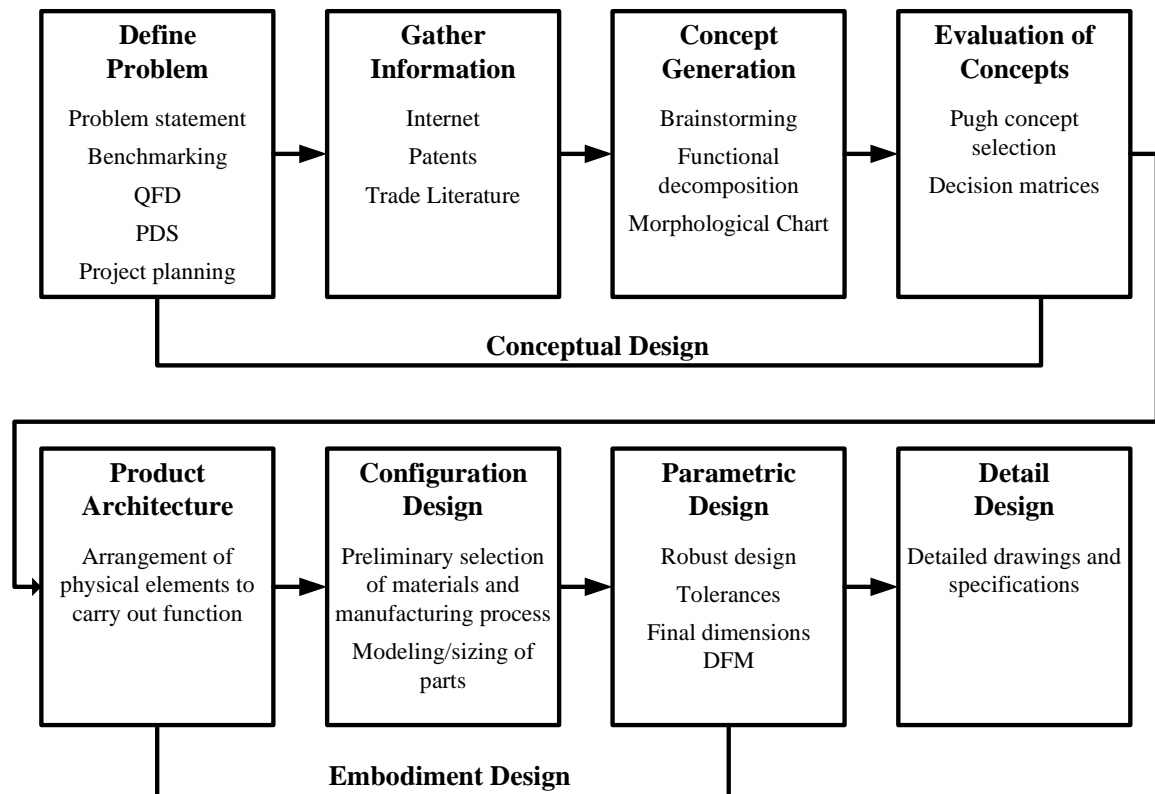 Define
Problem
Problem statement
Benchmarking
QFD
PDS
Project planning
Gather
Information
Internet
Patents
Trade Literature
Concept
Generation
Brainstorming
Functional
decomposition
Morphological Chart
Evaluation of
Concepts
Pugh concept
selection
Decision matrices
Conceptual Design
Product
Architecture
Arrangement of
physical elements to
carry out function
Configuration
Design
Preliminary selection
of materials and
manufacturing process
Modeling/sizing of
parts
Parametric
Design
Robust design
Tolerances
Final dimensions
DFM
Detail
Design
Detailed drawings and
specifications
Embodiment Design